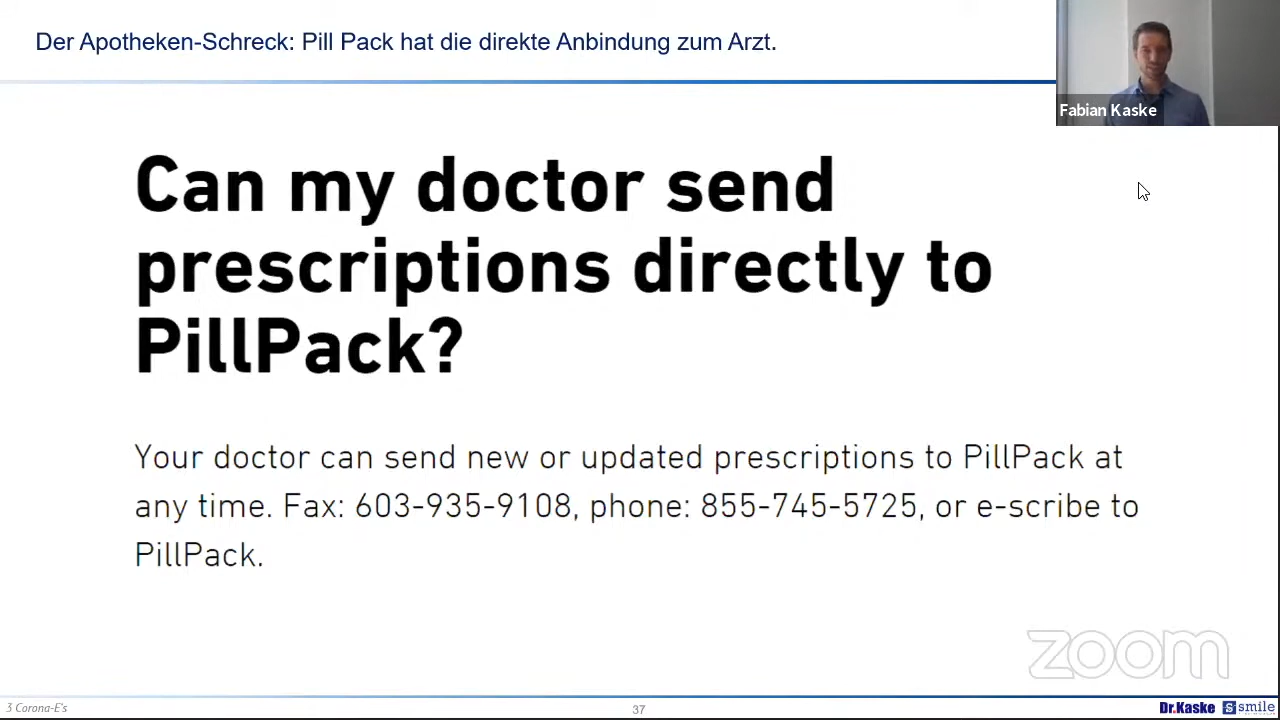 Der Apotheken-Schreck: Pill Pack hat die direkte Anbindung zum Arzt.
Fabian Kaske
Can my doctor send
prescriptions directly to
PillPack?
Your doctor can send new or updated prescriptions to PillPack at
any time. Fax: 603-935-9108, phone: 855-745-5725, or e-scribe to
PillPack.
zoom
3 Corona-E's
37
Dr.Kaske
smile